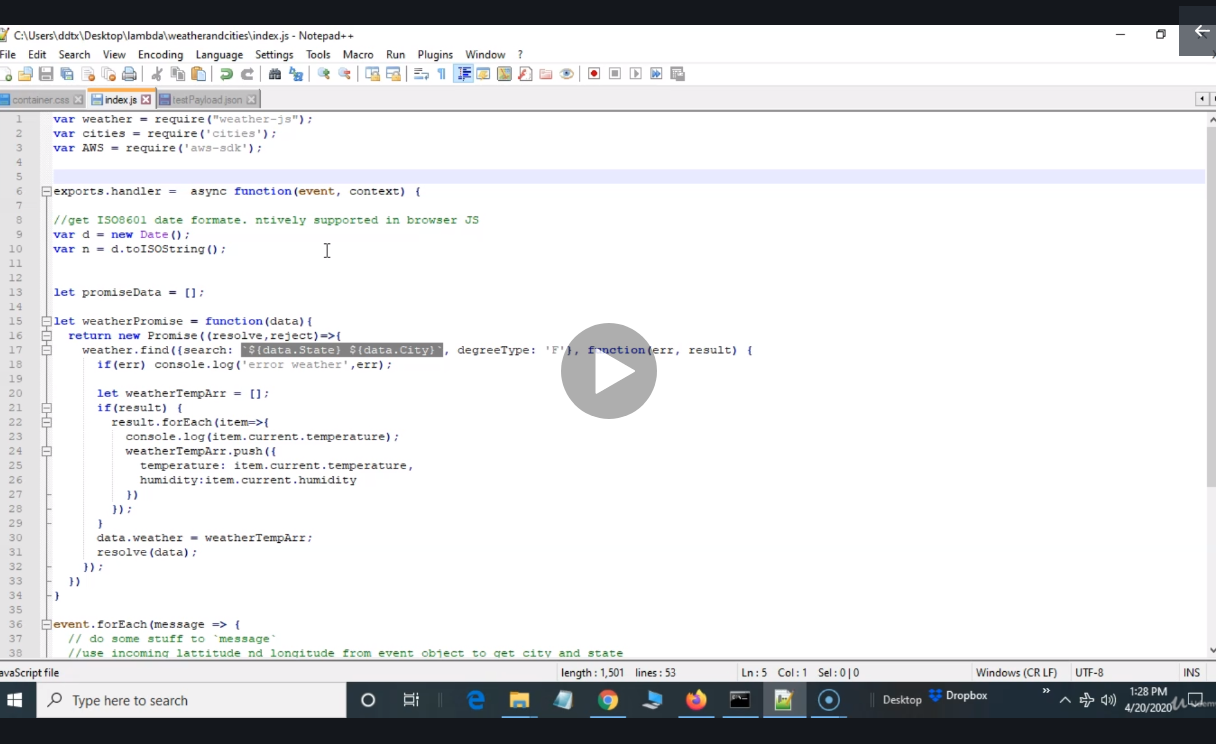 C:\Users\ddtx\Desktop\lambda\weatherandcities\index.js - Notepad++
File Edit Search View Encoding Language Settings Tools Macro Run Plugins Window ?
container.css index.js testPayload.json
1 var weather = require("weather-js");
2 var cities = require('cities');
3 var AWS = require('aws-sdk');
4
5
6 exports.handler = async function(event, context) {
7
8 //get ISO8601 date formate. ntively supported in browser JS
9 var d = new Date();
10 var n = d.toISOString();
11
12
13 let promiseData = [];
14
15 let weatherPromise = function(data){
16 return new Promise((resolve,reject)=>{
17 weather.find({search: `${data.State} ${data.City}`, degreeType: 'F'}, function(err, result) {
18 if(err) console.log('error weather',err);
19
20 let weatherTempArr = [];
21 if(result) {
22 result.forEach(item=>{
23 console.log(item.current.temperature);
24 weatherTempArr.push({
25 temperature: item.current.temperature,
26 humidity:item.current.humidity
27 })
28 });
29 }
30 data.weather = weatherTempArr;
31 resolve(data);
32 });
33 })
34 }
35
36 event.forEach(message => {
37 // do some stuff to `message`
38 //use incoming lattitude nd longitude from event object to get city and state
avaScript file length : 1,501 lines : 53 Ln : 5 Col : 1 Sel : 0 | 0 Windows (CR LF) UTF-8 INS
Type here to search Desktop Dropbox 1:28 PM
4/20/2020